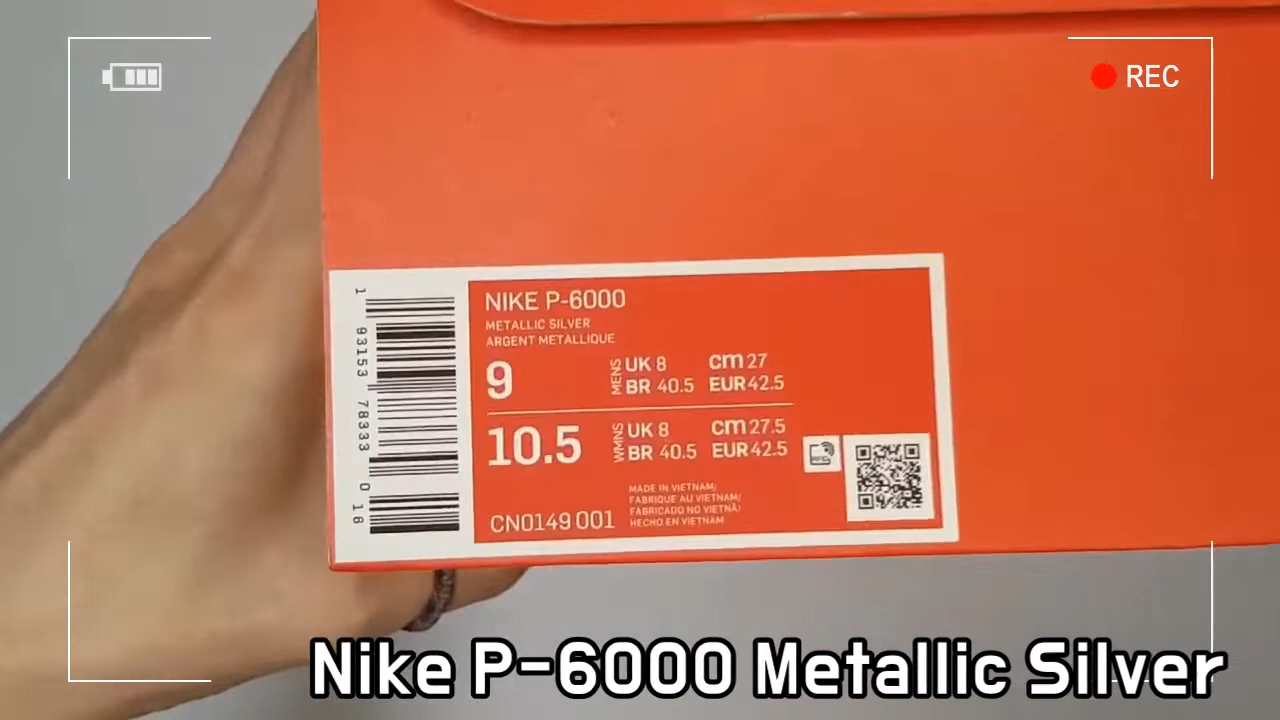 REC
NIKE P-6000
METALLIC SILVER
ARGENT METALLIQUE
9
MENS
UK 8
cm 27
BR 40.5
EUR 42.5
10.5
WMNS
UK 8
cm 27.5
BR 40.5
EUR 42.5
MADE IN VIETNAM/
FABRIQUE AU VIETNAM/
FABRICADO NO VIETNÃ/
HECHO EN VIETNAM
CN0149 001
1 93153 78333 0 16
Nike P-6000 Metallic Silver